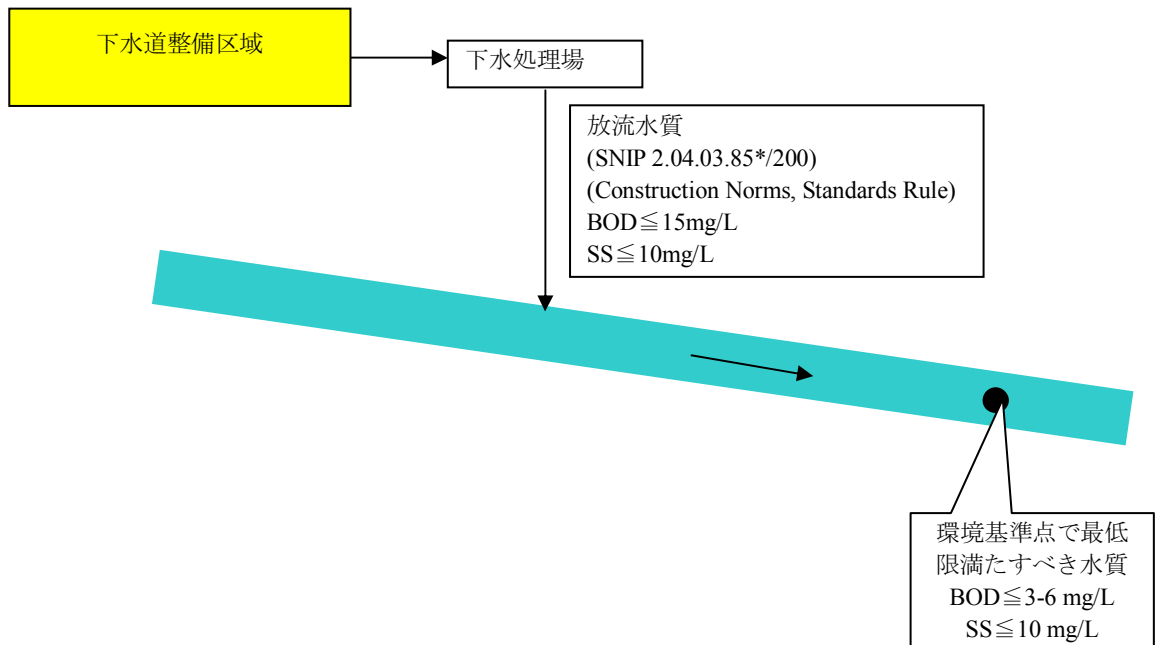 下水道整備区域
下水処理場
放流水質
(SNIP 2.04.03.85*/200)
(Construction Norms, Standards Rule)
BOD≦15mg/L
SS≦10mg/L
環境基準点で最低
限満たすべき水質
BOD≦3-6 mg/L
SS≦10 mg/L